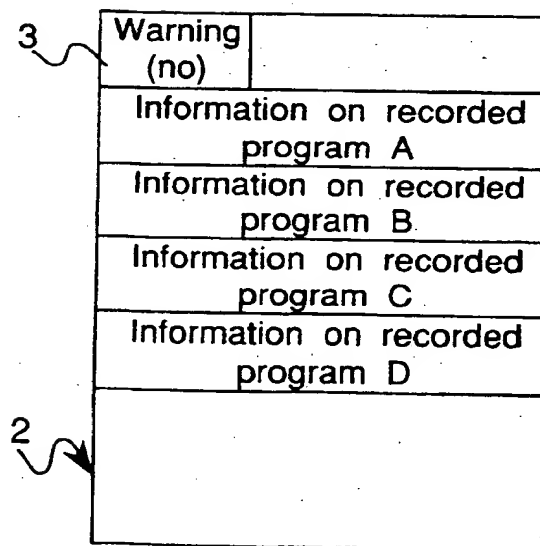 3
Warning
(no)
Information on recorded
program A
Information on recorded
program B
Information on recorded
program C
Information on recorded
program D
2